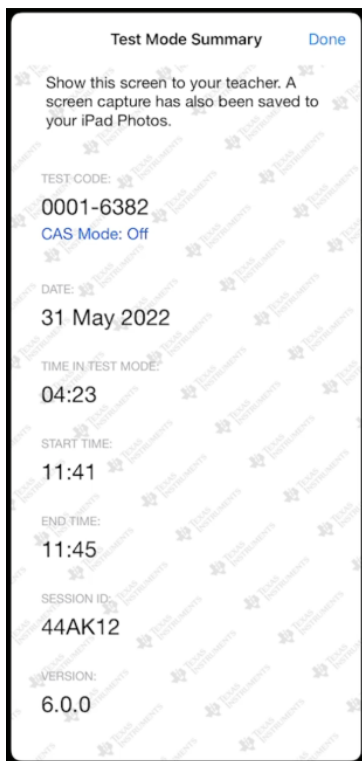 Test Mode Summary Done
Show this screen to your teacher. A
screen capture has also been saved to
your iPad Photos.
TEST CODE:
0001-6382
CAS Mode: Off
DATE:
31 May 2022
TIME IN TEST MODE:
04:23
START TIME:
11:41
END TIME:
11:45
SESSION ID:
44AK12
VERSION:
6.0.0
TEXAS INSTRUMENTS